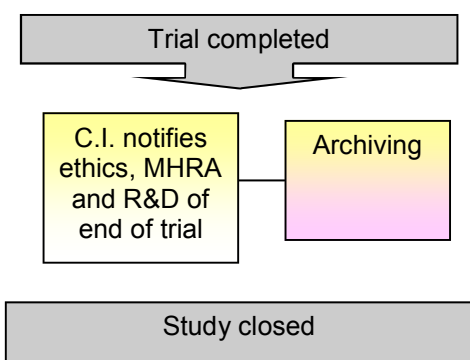 Trial completed
C.I. notifies
ethics, MHRA
and R&D of
end of trial
Archiving
Study closed